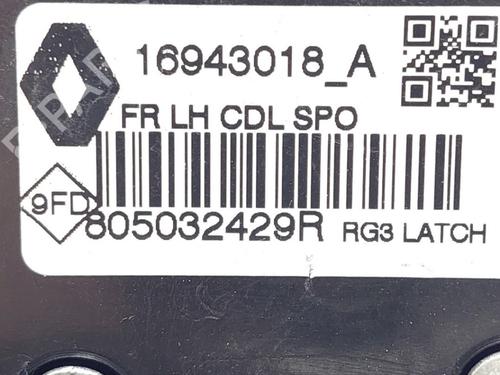 16943018_A
FR LH CDL SPO
9FD
805032429R RG3 LATCH